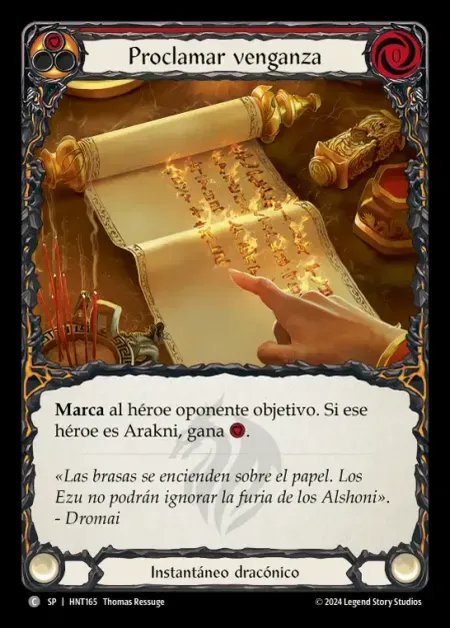 0
Proclamar venganza
Marca al héroe oponente objetivo. Si ese
héroe es Arakni, gana .
«Las brasas se encienden sobre el papel. Los
Ezu no podrán ignorar la furia de los Alshoni».
- Dromai
Instantáneo dracónico
C SP | HNT165 Thomas Ressuge
© 2024 Legend Story Studios